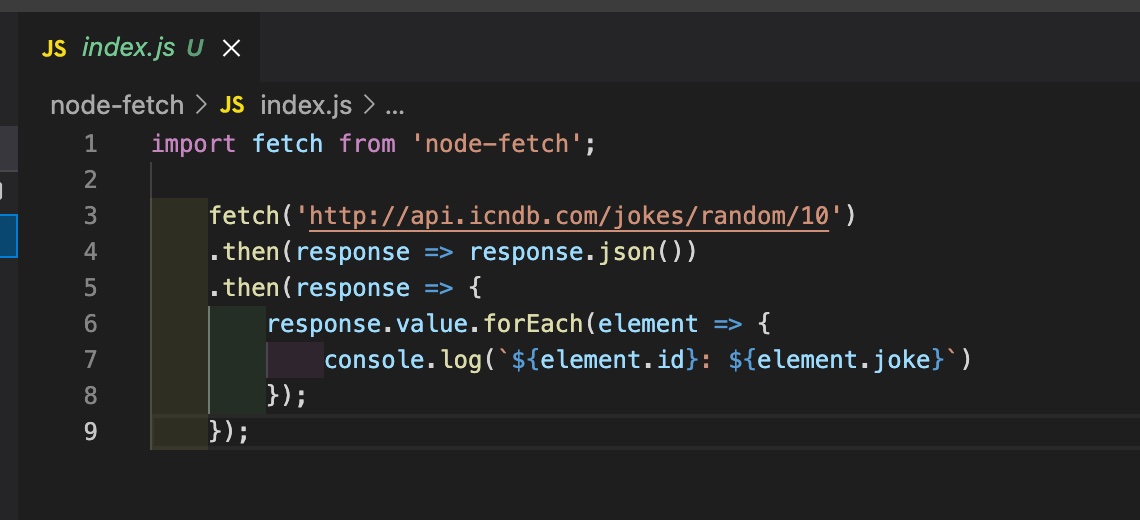 JS index.js U ×
node-fetch > JS index.js > ...
1 import fetch from 'node-fetch';
2
3 fetch('http://api.icndb.com/jokes/random/10')
4 .then(response => response.json())
5 .then(response => {
6 response.value.forEach(element => {
7 console.log(`${element.id}: ${element.joke}`)
8 });
9 });